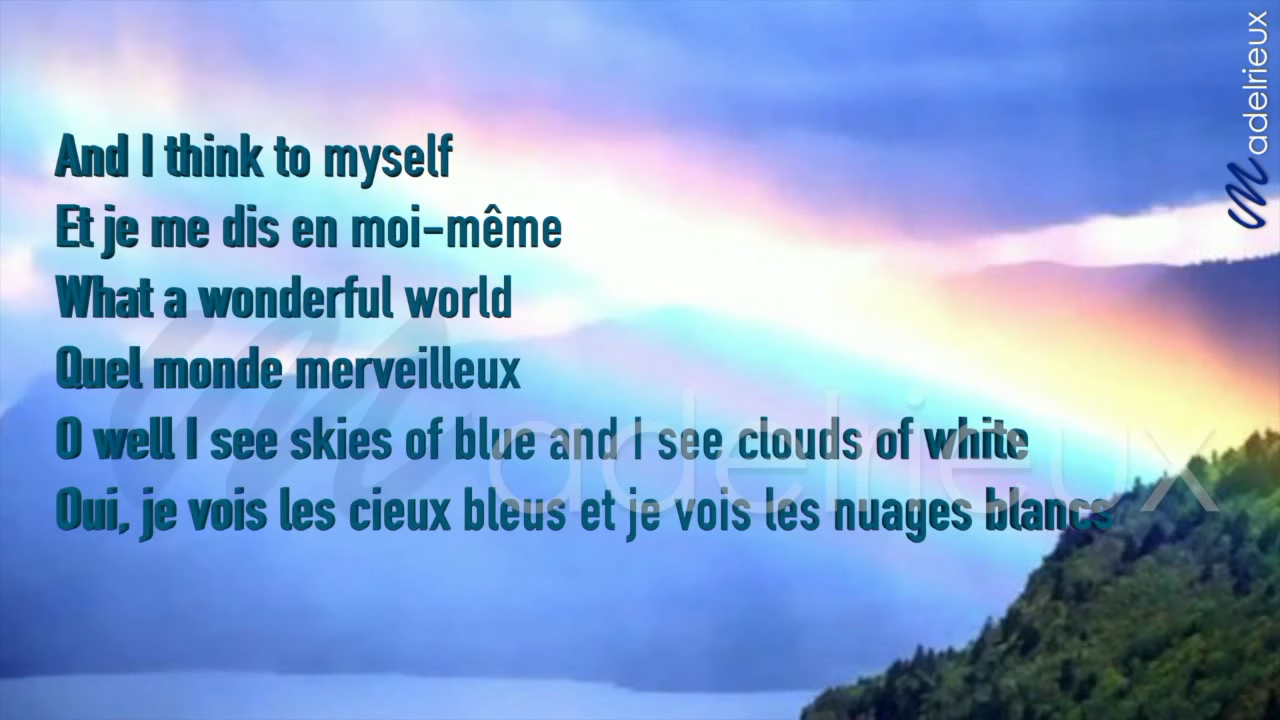 And I think to myself
Et je me dis en moi-même
What a wonderful world
Quel monde merveilleux
O well I see skies of blue and I see clouds of white
Oui, je vois les cieux bleus et je vois les nuages blancs
madelrieux
madelrieux